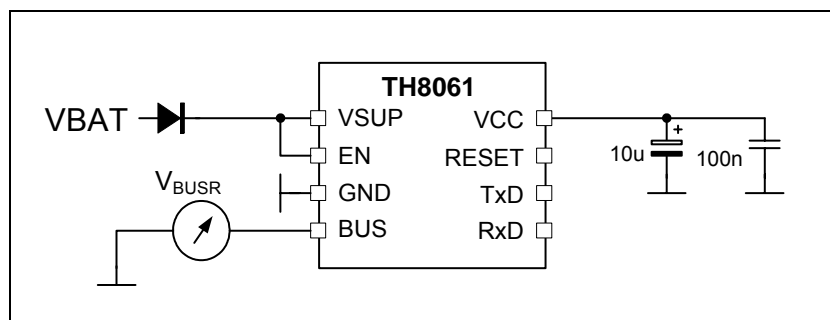 TH8061
VBAT
VSUP
VCC
EN
RESET
10u
+
100n
GND
TxD
VBUSR
BUS
RxD